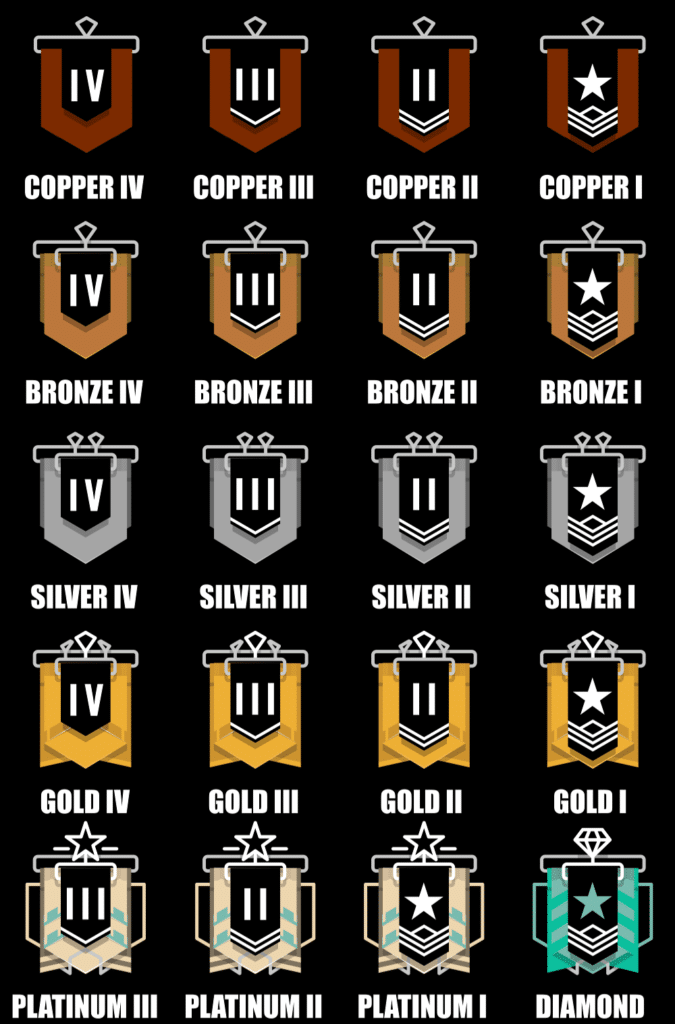 IV III II
COPPER IV COPPER III COPPER II COPPER I
IV III II
BRONZE IV BRONZE III BRONZE II BRONZE I
IV III II
SILVER IV SILVER III SILVER II SILVER I
IV III II
GOLD IV GOLD III GOLD II GOLD I
III II
PLATINUM III PLATINUM II PLATINUM I DIAMOND